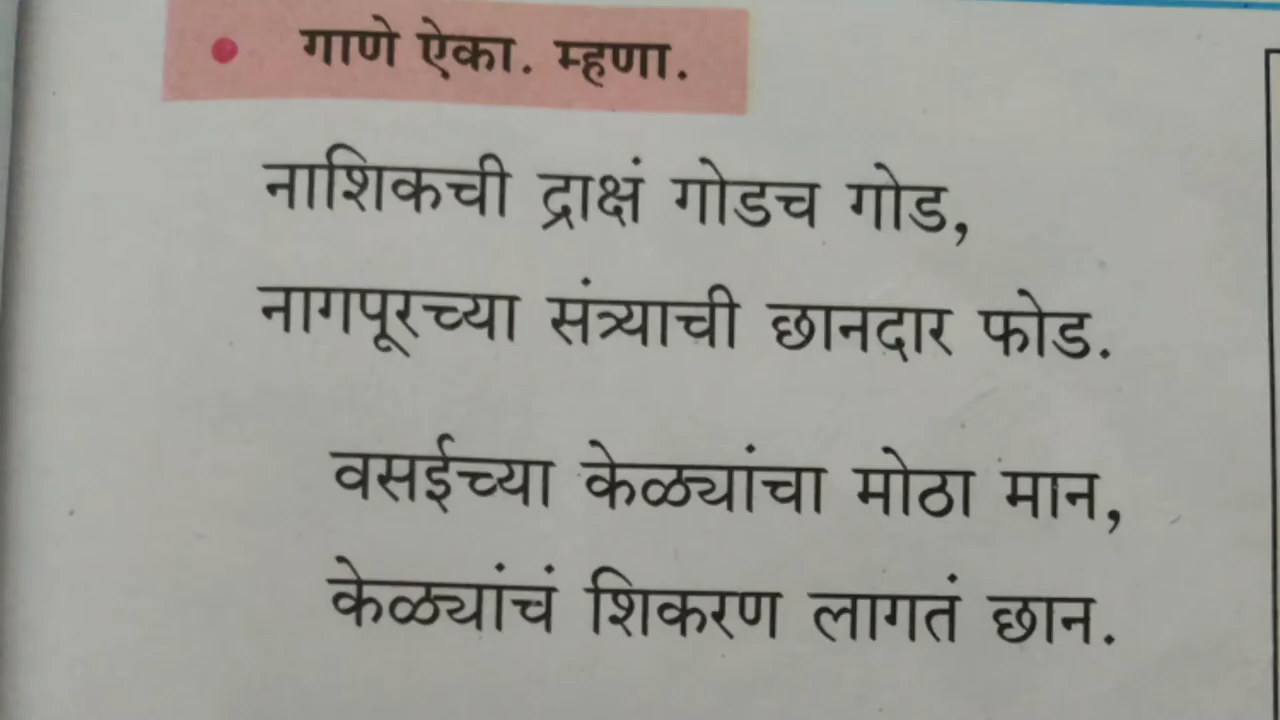 • गाणे ऐका. म्हणा.
नाशिकची द्राक्षं गोडच गोड,
नागपूरच्या संत्र्याची छानदार फोड.
वसईच्या केळ्यांचा मोठा मान,
केळ्यांचं शिकरण लागतं छान.